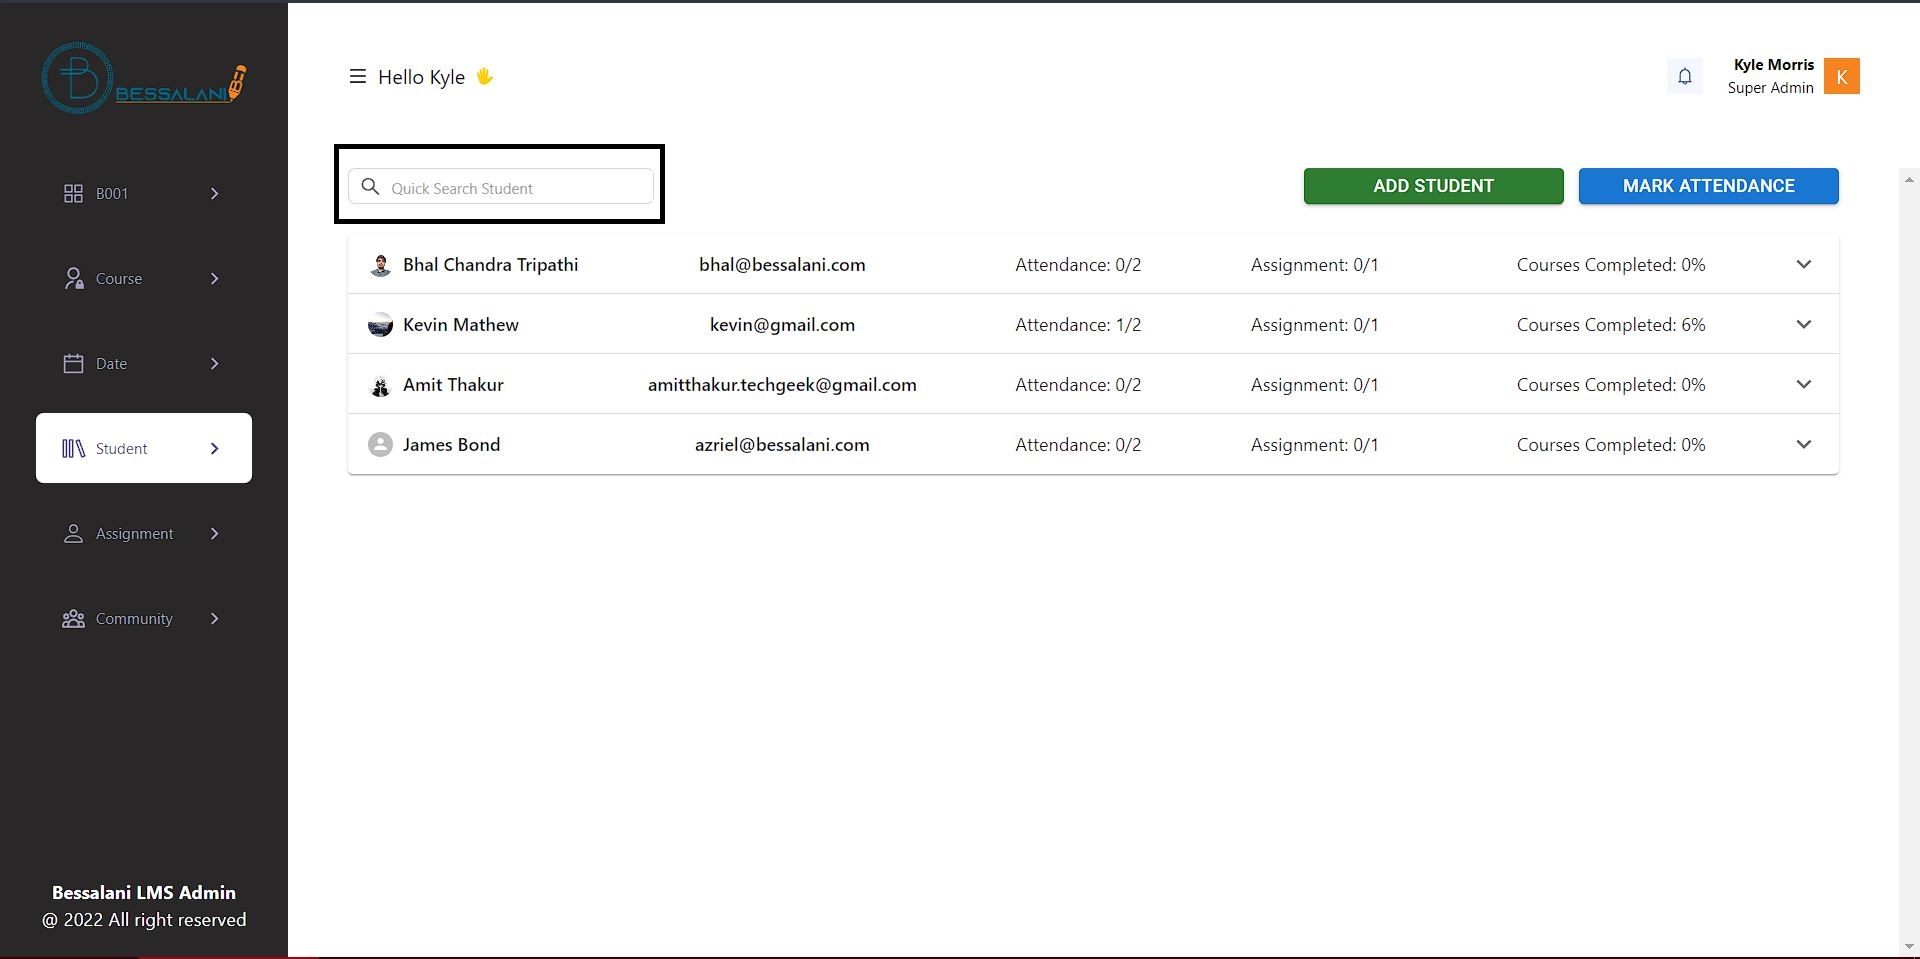 BESSALANI
Hello Kyle
Kyle Morris
Super Admin
K
B001
Course
Date
Student
Assignment
Community
Quick Search Student
ADD STUDENT
MARK ATTENDANCE
Bhal Chandra Tripathi bhal@bessalani.com Attendance: 0/2 Assignment: 0/1 Courses Completed: 0%
Kevin Mathew kevin@gmail.com Attendance: 1/2 Assignment: 0/1 Courses Completed: 6%
Amit Thakur amitthakur.techgeek@gmail.com Attendance: 0/2 Assignment: 0/1 Courses Completed: 0%
James Bond azriel@bessalani.com Attendance: 0/2 Assignment: 0/1 Courses Completed: 0%
Bessalani LMS Admin
@ 2022 All right reserved